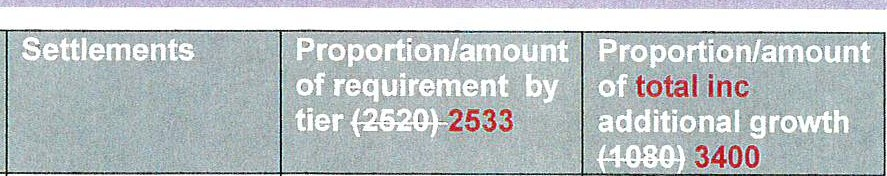 Settlements
Proportion/amount
of requirement by
tier (2520) 2533
Proportion/amount
of total inc
additional growth
(1080) 3400